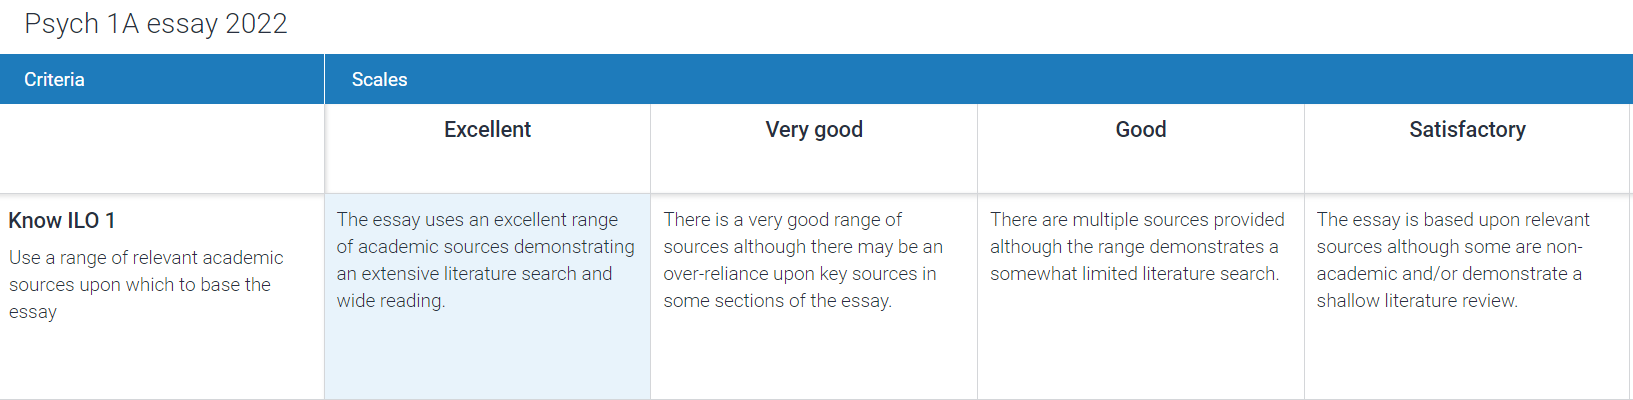 Psych 1A essay 2022
Criteria
Scales
Excellent
Very good
Good
Satisfactory
Know ILO 1
Use a range of relevant academic
sources upon which to base the
essay
The essay uses an excellent range
of academic sources demonstrating
an extensive literature search and
wide reading.
There is a very good range of
sources although there may be an
over-reliance upon key sources in
some sections of the essay.
There are multiple sources provided
although the range demonstrates a
somewhat limited literature search.
The essay is based upon relevant
sources although some are non-
academic and/or demonstrate a
shallow literature review.